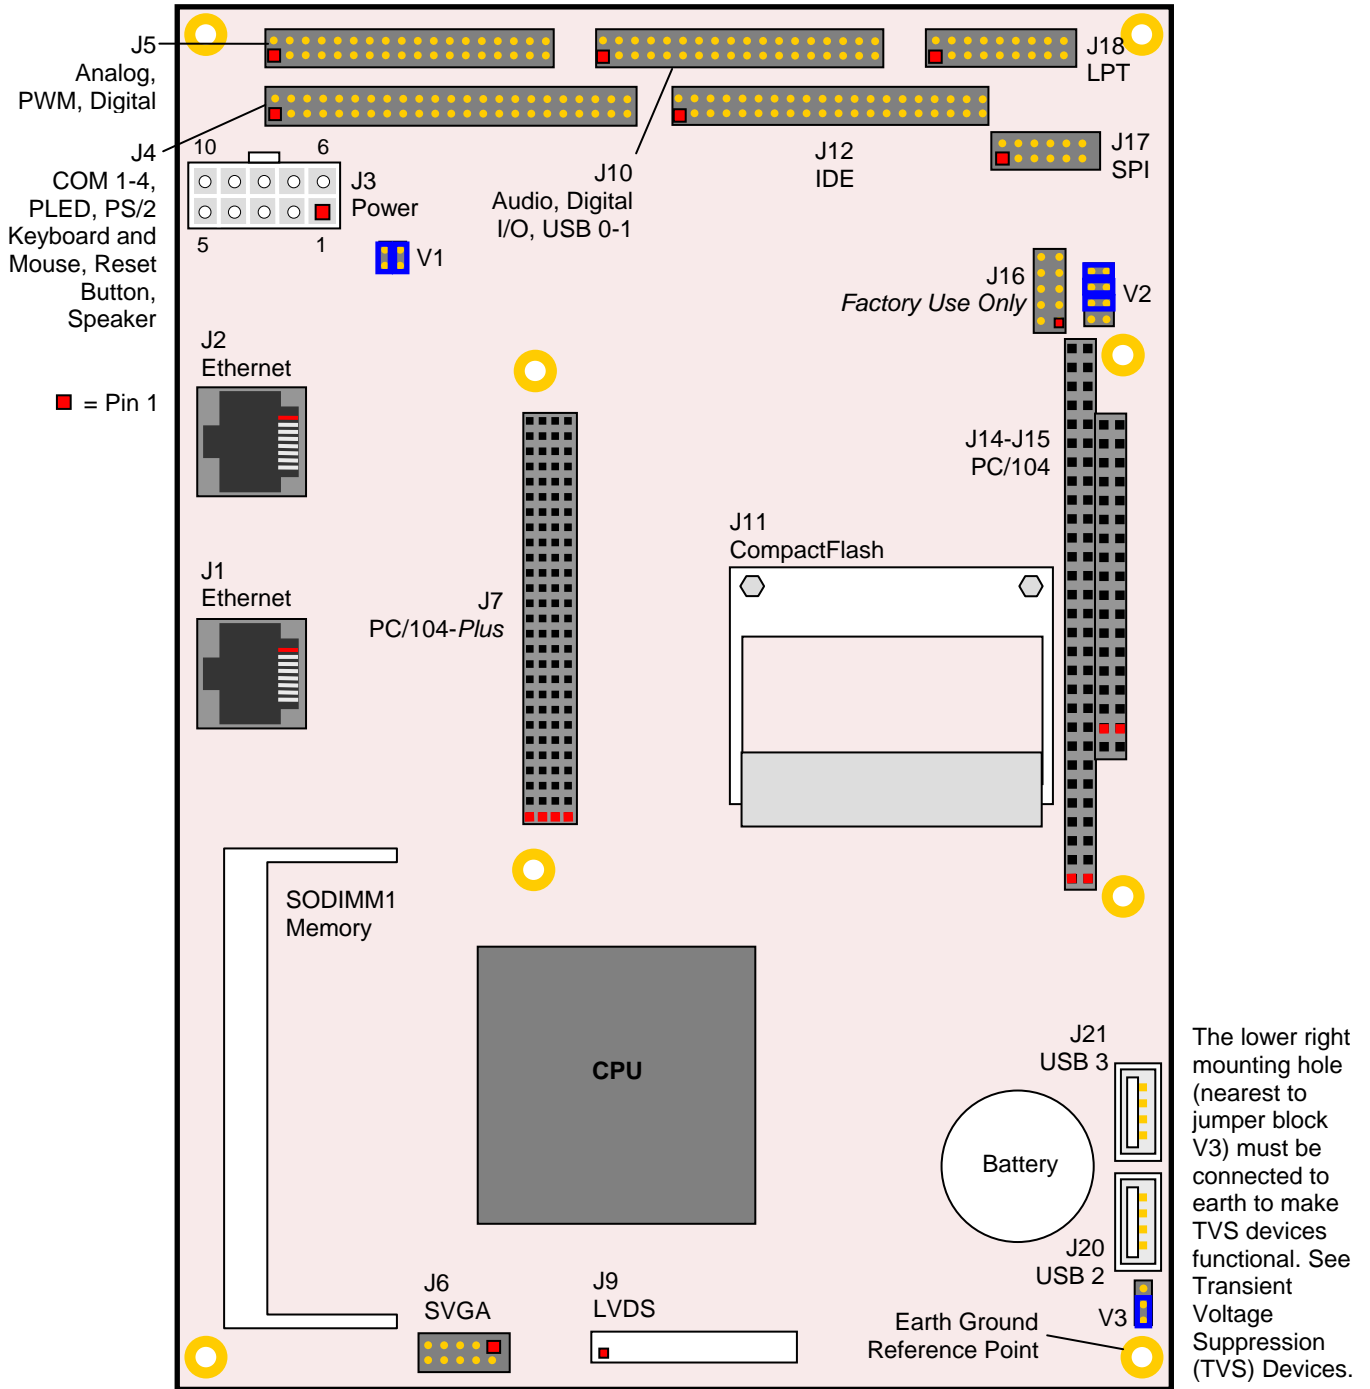 J5
Analog,
PWM, Digital
J4
COM 1-4,
PLED, PS/2
Keyboard and
Mouse, Reset
Button,
Speaker
= Pin 1
10
6
5
1
J3
Power
V1
J10
Audio, Digital
I/O, USB 0-1
J12
IDE
J18
LPT
J17
SPI
J16
Factory Use Only
V2
J2
Ethernet
J1
Ethernet
J7
PC/104-Plus
J14-J15
PC/104
J11
CompactFlash
SODIMM1
Memory
CPU
J21
USB 3
Battery
J20
USB 2
V3
J6
SVGA
J9
LVDS
Earth Ground
Reference Point
The lower right
mounting hole
(nearest to
jumper block
V3) must be
connected to
earth to make
TVS devices
functional. See
Transient
Voltage
Suppression
(TVS) Devices.